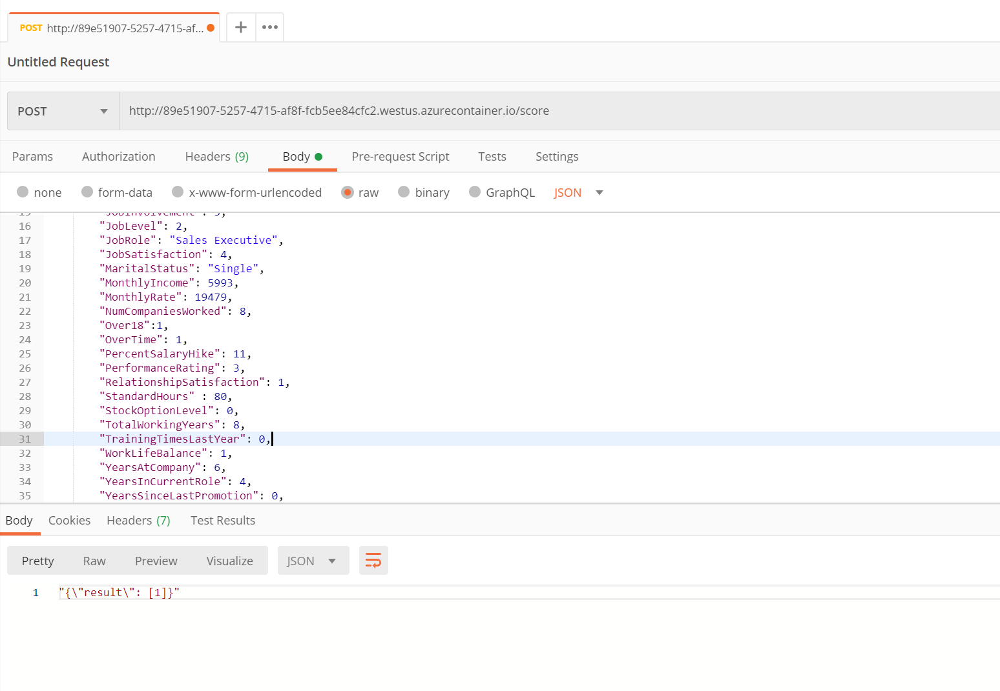 POST http://89e51907-5257-4715-af...
Untitled Request
POST http://89e51907-5257-4715-af8f-fcb5ee84cfc2.westus.azurecontainer.io/score
Params Authorization Headers (9) Body Pre-request Script Tests Settings
none form-data x-www-form-urlencoded raw binary GraphQL JSON
15 "JobInvolvement" : 3,
16 "JobLevel": 2,
17 "JobRole": "Sales Executive",
18 "JobSatisfaction": 4,
19 "MaritalStatus": "Single",
20 "MonthlyIncome": 5993,
21 "MonthlyRate": 19479,
22 "NumCompaniesWorked": 8,
23 "Over18":1,
24 "OverTime": 1,
25 "PercentSalaryHike": 11,
26 "PerformanceRating": 3,
27 "RelationshipSatisfaction": 1,
28 "StandardHours" : 80,
29 "StockOptionLevel": 0,
30 "TotalWorkingYears": 8,
31 "TrainingTimesLastYear": 0,
32 "WorkLifeBalance": 1,
33 "YearsAtCompany": 6,
34 "YearsInCurrentRole": 4,
35 "YearsSinceLastPromotion": 0,
Body Cookies Headers (7) Test Results
Pretty Raw Preview Visualize JSON
1 "{\"result\": [1]}"